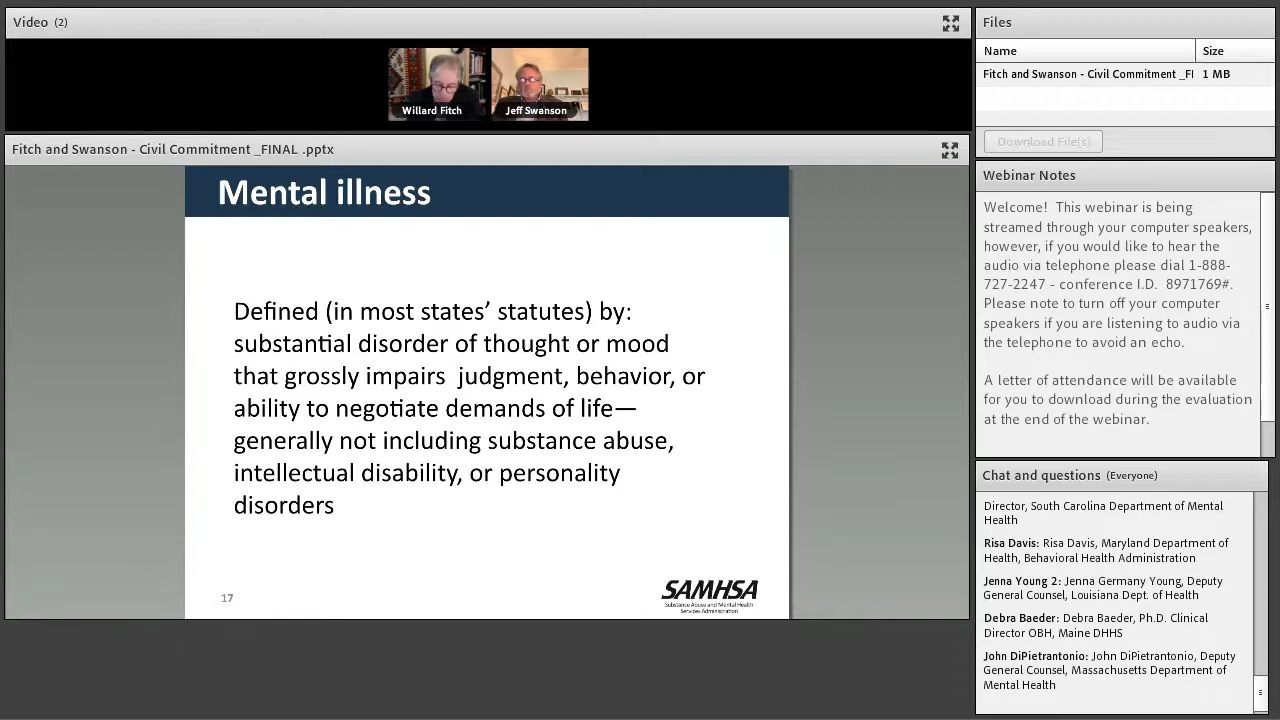 Video (2)
Willard Fitch
Jeff Swanson
Fitch and Swanson - Civil Commitment _FINAL .pptx
Mental illness
Defined (in most states’ statutes) by:
substantial disorder of thought or mood
that grossly impairs  judgment, behavior, or
ability to negotiate demands of life—
generally not including substance abuse,
intellectual disability, or personality
disorders
17
SAMHSA
Substance Abuse and Mental Health
Services Administration
Files
Name Size
Fitch and Swanson - Civil Commitment _FI 1 MB
Download File(s)
Webinar Notes
Welcome!  This webinar is being
streamed through your computer speakers,
however, if you would like to hear the
audio via telephone please dial 1-888-
727-2247 - conference I.D.  8971769#.
Please note to turn off your computer
speakers if you are listening to audio via
the telephone to avoid an echo.
A letter of attendance will be available
for you to download during the evaluation
at the end of the webinar.
Chat and questions (Everyone)
Director, South Carolina Department of Mental
Health
Risa Davis: Risa Davis, Maryland Department of
Health, Behavioral Health Administration
Jenna Young 2: Jenna Germany Young, Deputy
General Counsel, Louisiana Dept. of Health
Debra Baeder: Debra Baeder, Ph.D. Clinical
Director OBH, Maine DHHS
John DiPietrantonio: John DiPietrantonio, Deputy
General Counsel, Massachusetts Department of
Mental Health